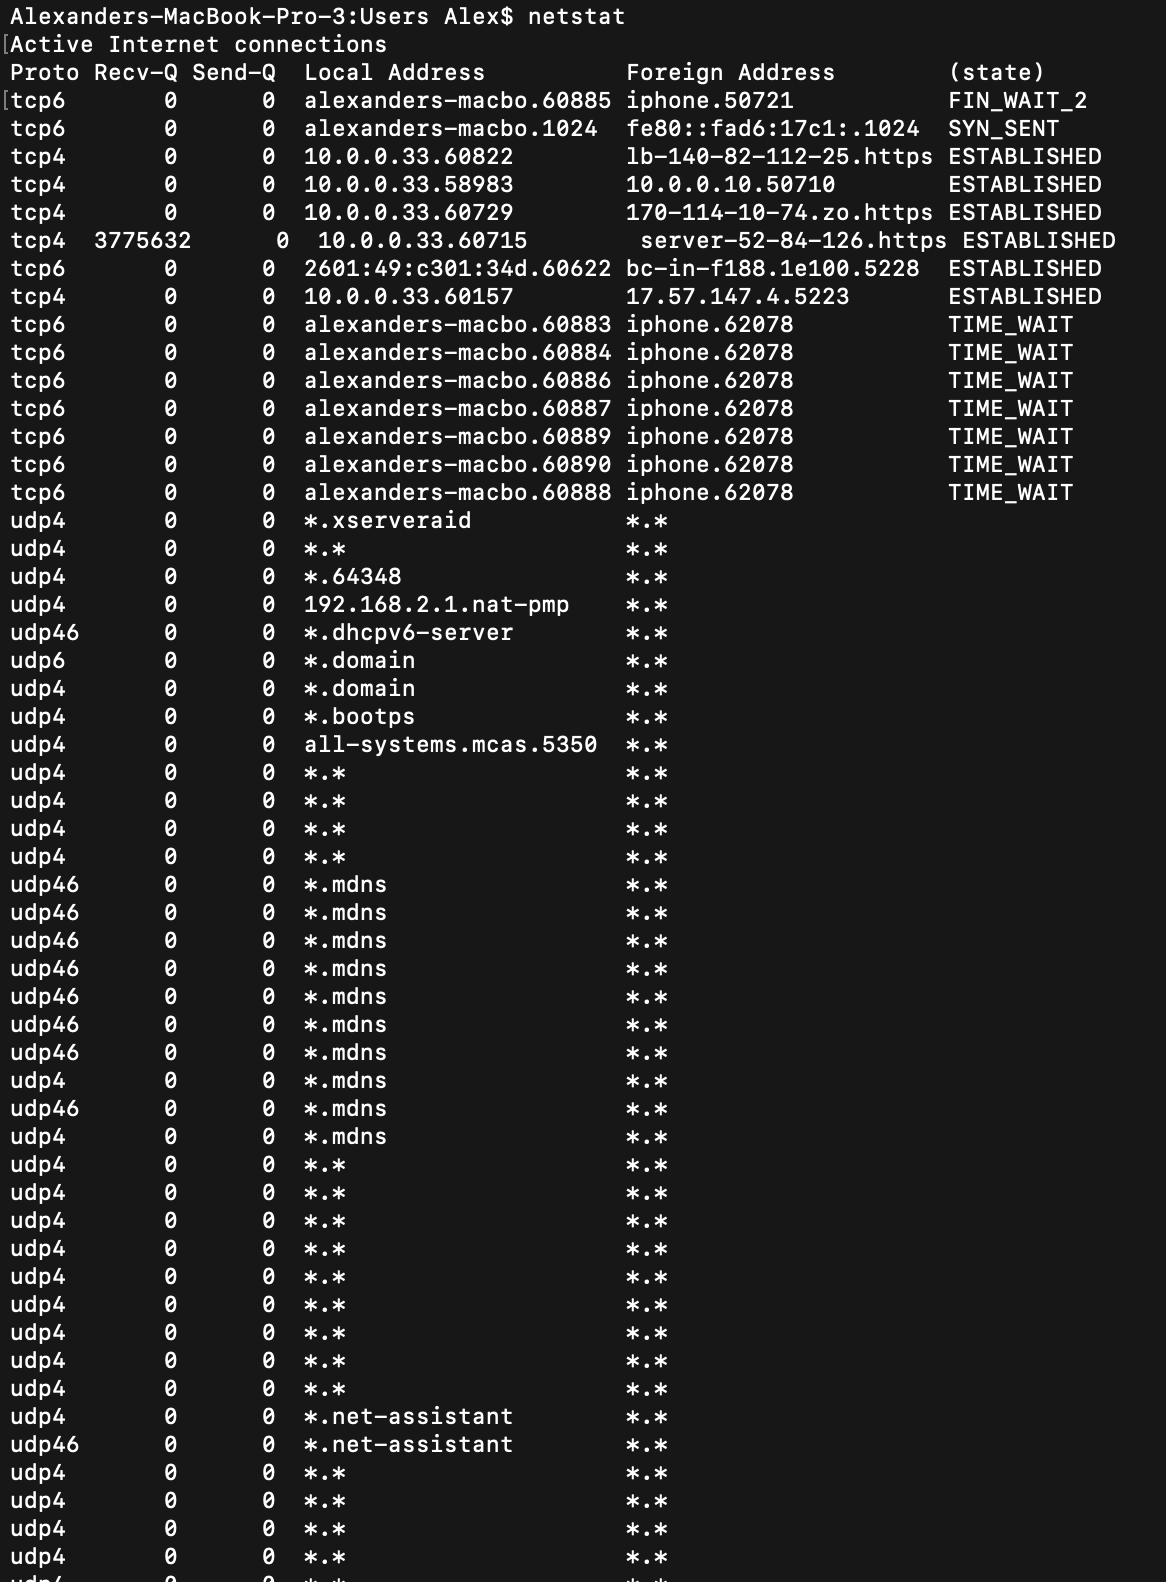 Alexanders-MacBook-Pro-3:Users Alex$ netstat
[Active Internet connections
Proto Recv-Q Send-Q  Local Address          Foreign Address        (state)
[tcp6       0      0  alexanders-macbo.60885 iphone.50721           FIN_WAIT_2
tcp6       0      0  alexanders-macbo.1024  fe80::fad6:17c1:.1024  SYN_SENT
tcp4       0      0  10.0.0.33.60822        lb-140-82-112-25.https ESTABLISHED
tcp4       0      0  10.0.0.33.58983        10.0.0.10.50710        ESTABLISHED
tcp4       0      0  10.0.0.33.60729        170-114-10-74.zo.https ESTABLISHED
tcp4  3775632      0  10.0.0.33.60715        server-52-84-126.https ESTABLISHED
tcp6       0      0  2601:49:c301:34d.60622 bc-in-f188.1e100.5228  ESTABLISHED
tcp4       0      0  10.0.0.33.60157        17.57.147.4.5223       ESTABLISHED
tcp6       0      0  alexanders-macbo.60883 iphone.62078           TIME_WAIT
tcp6       0      0  alexanders-macbo.60884 iphone.62078           TIME_WAIT
tcp6       0      0  alexanders-macbo.60886 iphone.62078           TIME_WAIT
tcp6       0      0  alexanders-macbo.60887 iphone.62078           TIME_WAIT
tcp6       0      0  alexanders-macbo.60889 iphone.62078           TIME_WAIT
tcp6       0      0  alexanders-macbo.60890 iphone.62078           TIME_WAIT
tcp6       0      0  alexanders-macbo.60888 iphone.62078           TIME_WAIT
udp4       0      0  *.xserveraid           *.*
udp4       0      0  *.*                    *.*
udp4       0      0  *.64348                *.*
udp4       0      0  192.168.2.1.nat-pmp    *.*
udp46      0      0  *.dhcpv6-server        *.*
udp6       0      0  *.domain               *.*
udp4       0      0  *.domain               *.*
udp4       0      0  *.bootps               *.*
udp4       0      0  all-systems.mcas.5350  *.*
udp4       0      0  *.*                    *.*
udp4       0      0  *.*                    *.*
udp4       0      0  *.*                    *.*
udp4       0      0  *.*                    *.*
udp46      0      0  *.mdns                 *.*
udp46      0      0  *.mdns                 *.*
udp46      0      0  *.mdns                 *.*
udp46      0      0  *.mdns                 *.*
udp46      0      0  *.mdns                 *.*
udp46      0      0  *.mdns                 *.*
udp46      0      0  *.mdns                 *.*
udp4       0      0  *.mdns                 *.*
udp46      0      0  *.mdns                 *.*
udp4       0      0  *.mdns                 *.*
udp4       0      0  *.*                    *.*
udp4       0      0  *.*                    *.*
udp4       0      0  *.*                    *.*
udp4       0      0  *.*                    *.*
udp4       0      0  *.*                    *.*
udp4       0      0  *.*                    *.*
udp4       0      0  *.*                    *.*
udp4       0      0  *.*                    *.*
udp4       0      0  *.*                    *.*
udp4       0      0  *.net-assistant        *.*
udp46      0      0  *.net-assistant        *.*
udp4       0      0  *.*                    *.*
udp4       0      0  *.*                    *.*
udp4       0      0  *.*                    *.*
udp4       0      0  *.*                    *.*
udp4       0      0  *.*                    *.*